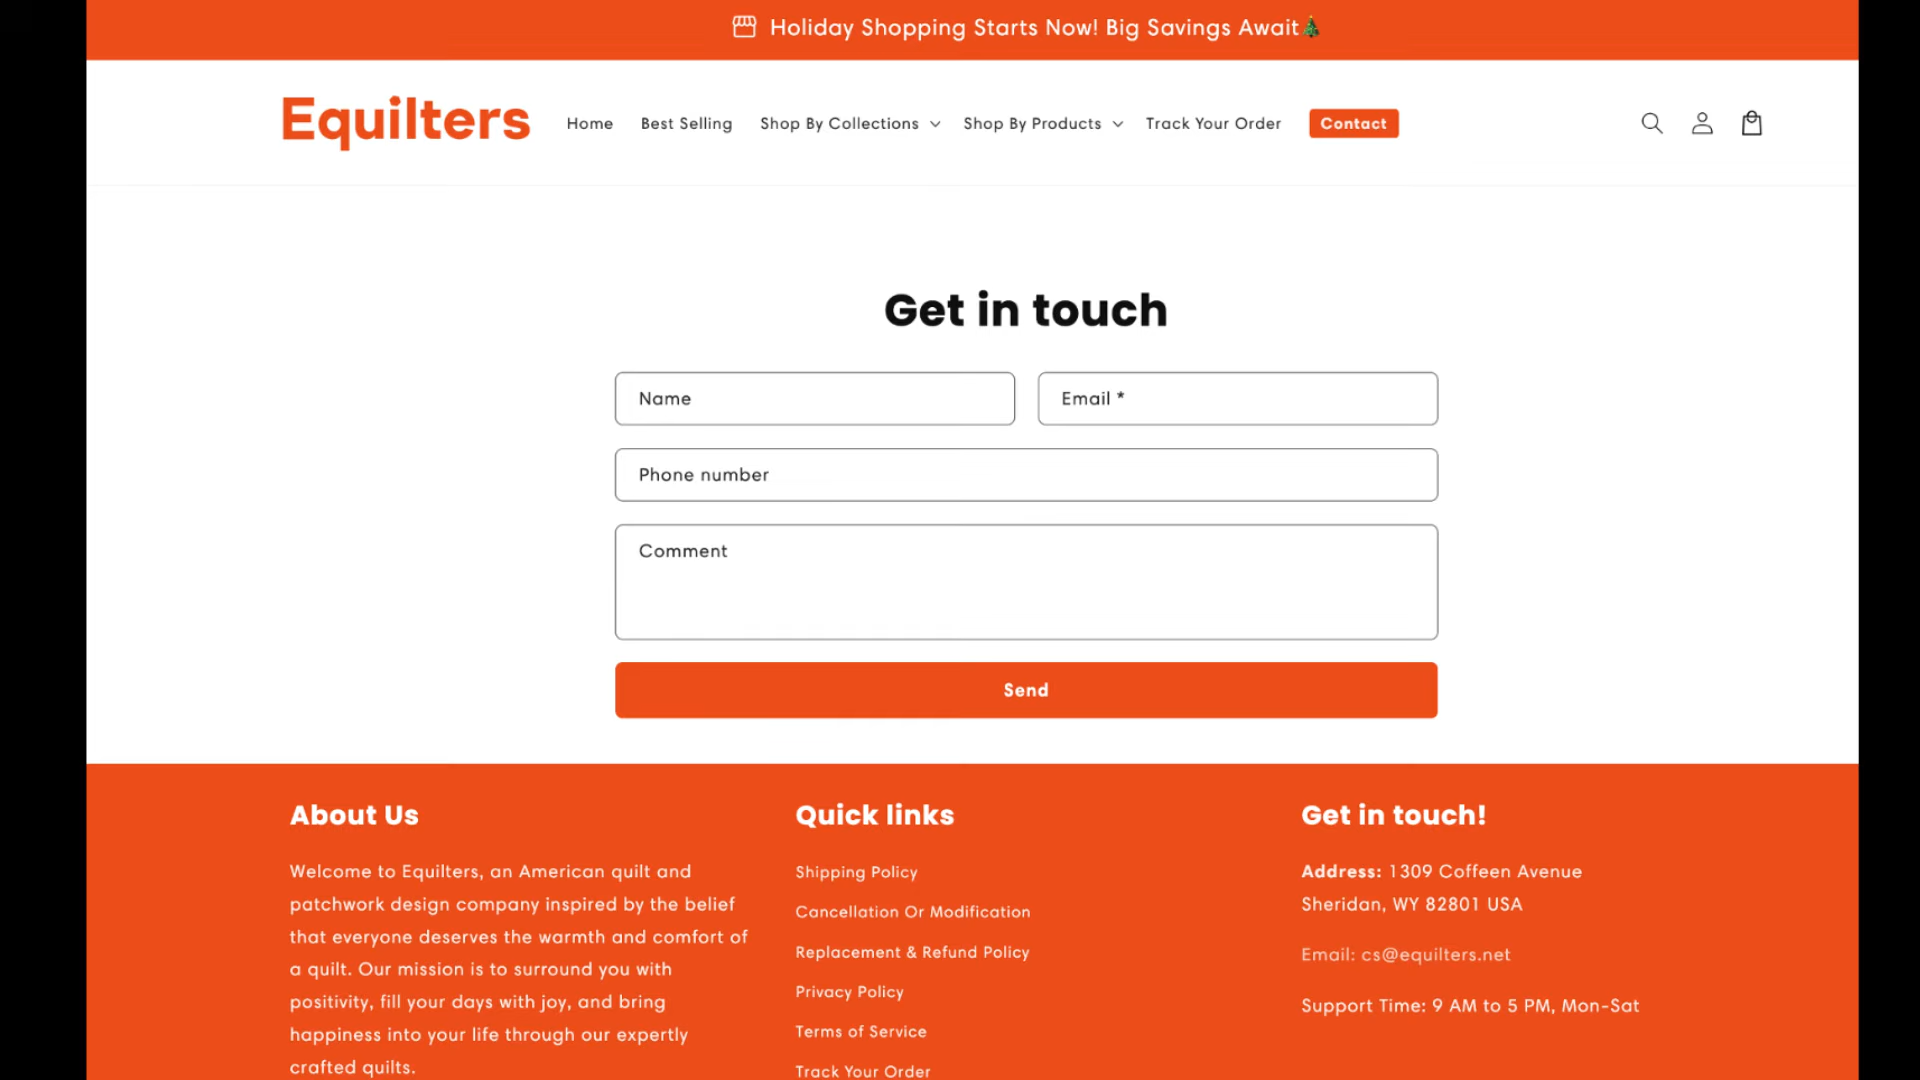 Holiday Shopping Starts Now! Big Savings Await🎄
Equilters
Home
Best Selling
Shop By Collections
Shop By Products
Track Your Order
Contact
Get in touch
Name
Email *
Phone number
Comment
Send
About Us
Welcome to Equilters, an American quilt and
patchwork design company inspired by the belief
that everyone deserves the warmth and comfort of
a quilt. Our mission is to surround you with
positivity, fill your days with joy, and bring
happiness into your life through our expertly
crafted quilts.
Quick links
Shipping Policy
Cancellation Or Modification
Replacement & Refund Policy
Privacy Policy
Terms of Service
Track Your Order
Get in touch!
Address: 1309 Coffeen Avenue
Sheridan, WY 82801 USA
Email: cs@equilters.net
Support Time: 9 AM to 5 PM, Mon-Sat